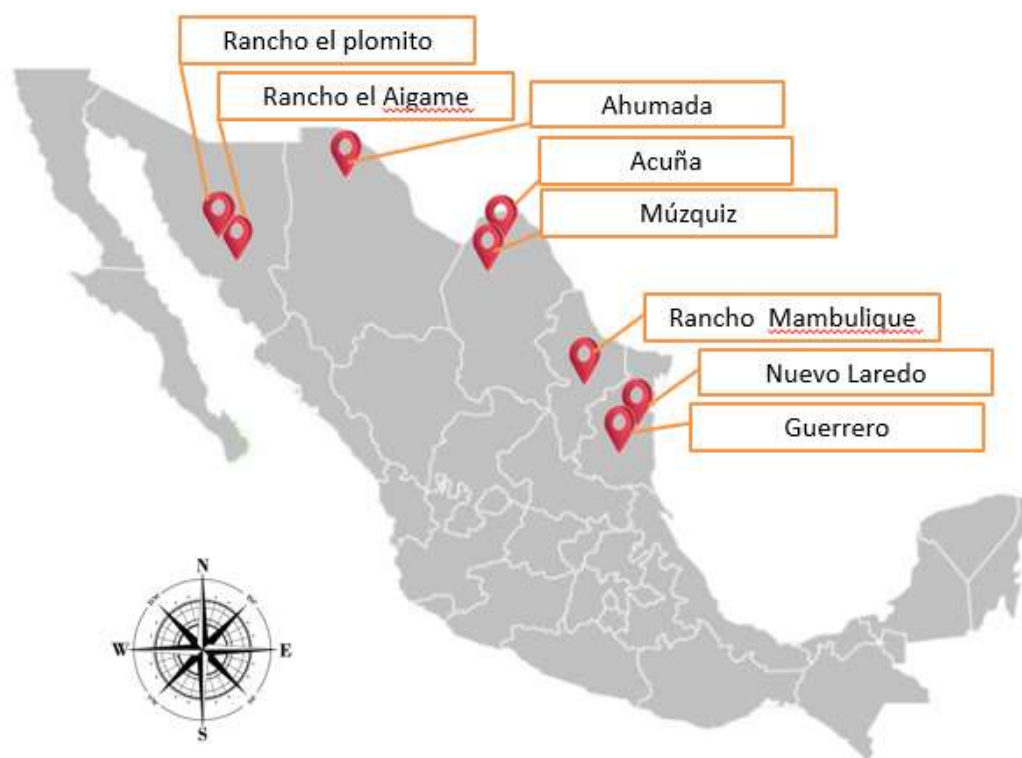 Rancho el plomito
Rancho el Aigame
Ahumada
Acuña
Múzquiz
Rancho Mambulique
Nuevo Laredo
Guerrero
N
W E
S